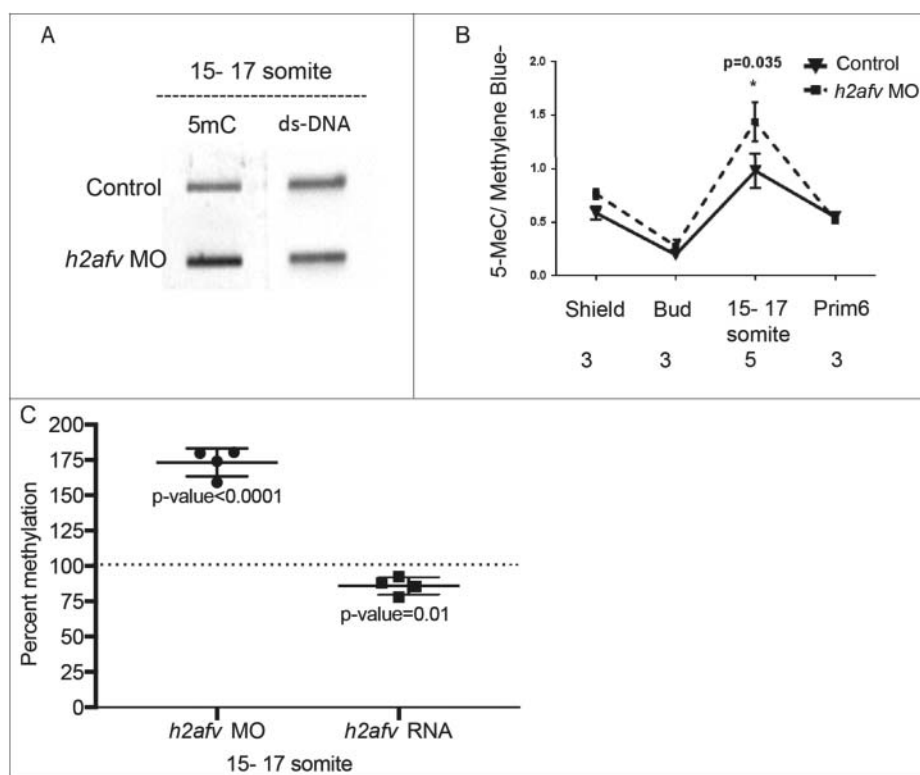 A
15- 17 somite
5mC ds-DNA
Control
h2afv MO
B
5-MeC/ Methylene Blue-
2.0
1.5
1.0
0.5
0.0
p=0.035
*
Control
h2afv MO
Shield Bud 15- 17 somite Prim6
3 3 5 3
C
Percent methylation
200
175
150
125
100
75
50
25
0
p-value<0.0001
p-value=0.01
h2afv MO h2afv RNA
15- 17 somite